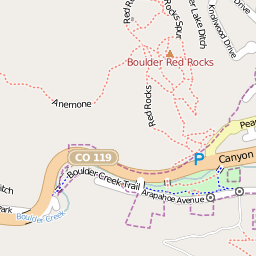 Red Rocks
Rocks Spur
Lake Ditch
Knollwood Drive
Boulder Red Rocks
Anemone
Red Rocks
Pea
P
Canyon
CO 119
Boulder Creek Trail
Arapahoe Avenue
itch
Park
Boulder Creek